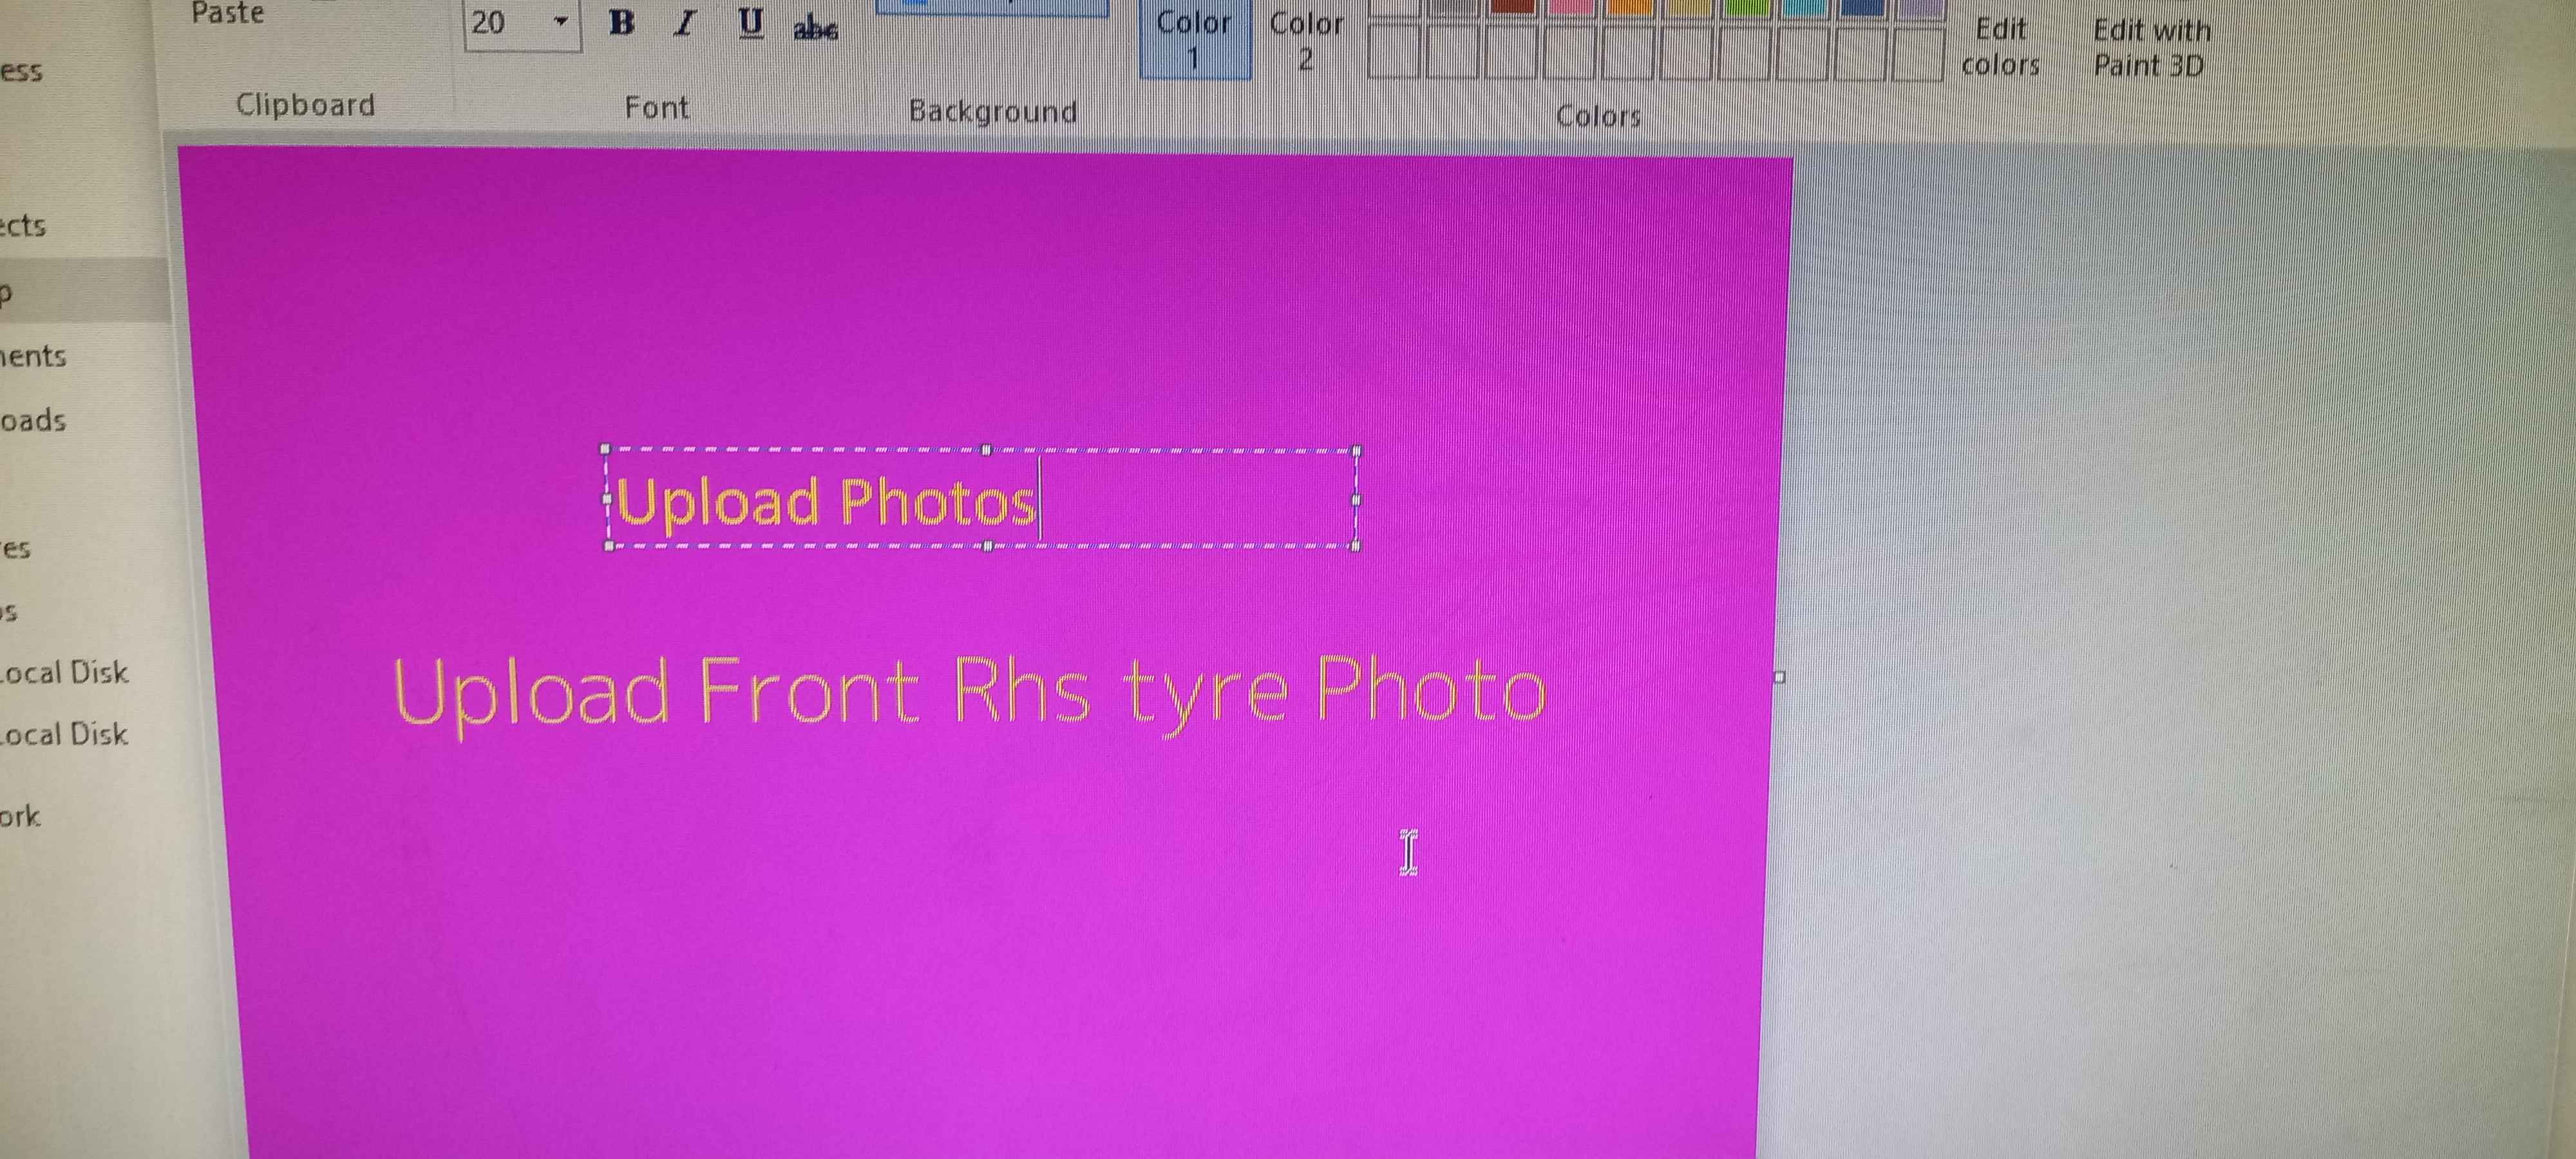 Paste
20 B I U abc
Color 1
Color 2
Edit colors
Edit with Paint 3D
Clipboard
Font
Background
Colors
ess
ects
p
ents
oads
es
s
ocal Disk
ocal Disk
ork
Upload Photos
Upload Front Rhs tyre Photo